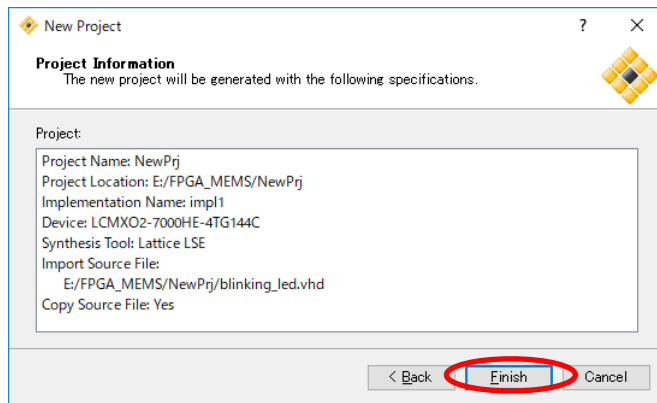 New Project
?
Project Information
The new project will be generated with the following specifications.
Project:
Project Name: NewPrj
Project Location: E:/FPGA_MEMS/NewPrj
Implementation Name: impl1
Device: LCMXO2-7000HE-4TG144C
Synthesis Tool: Lattice LSE
Import Source File:
E:/FPGA_MEMS/NewPrj/blinking_led.vhd
Copy Source File: Yes
< Back Finish Cancel